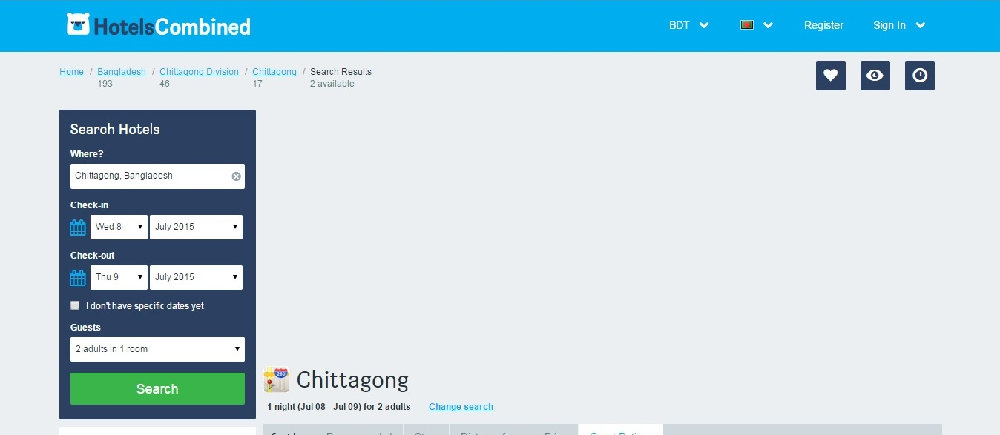 HotelsCombined
BDT
Register
Sign In
Home / Bangladesh / Chittagong Division / Chittagong / Search Results
193 46 17 2 available
Search Hotels
Where?
Chittagong, Bangladesh
Check-in
Wed 8 July 2015
Check-out
Thu 9 July 2015
I don't have specific dates yet
Guests
2 adults in 1 room
Search
280
Chittagong
1 night (Jul 08 - Jul 09) for 2 adults Change search